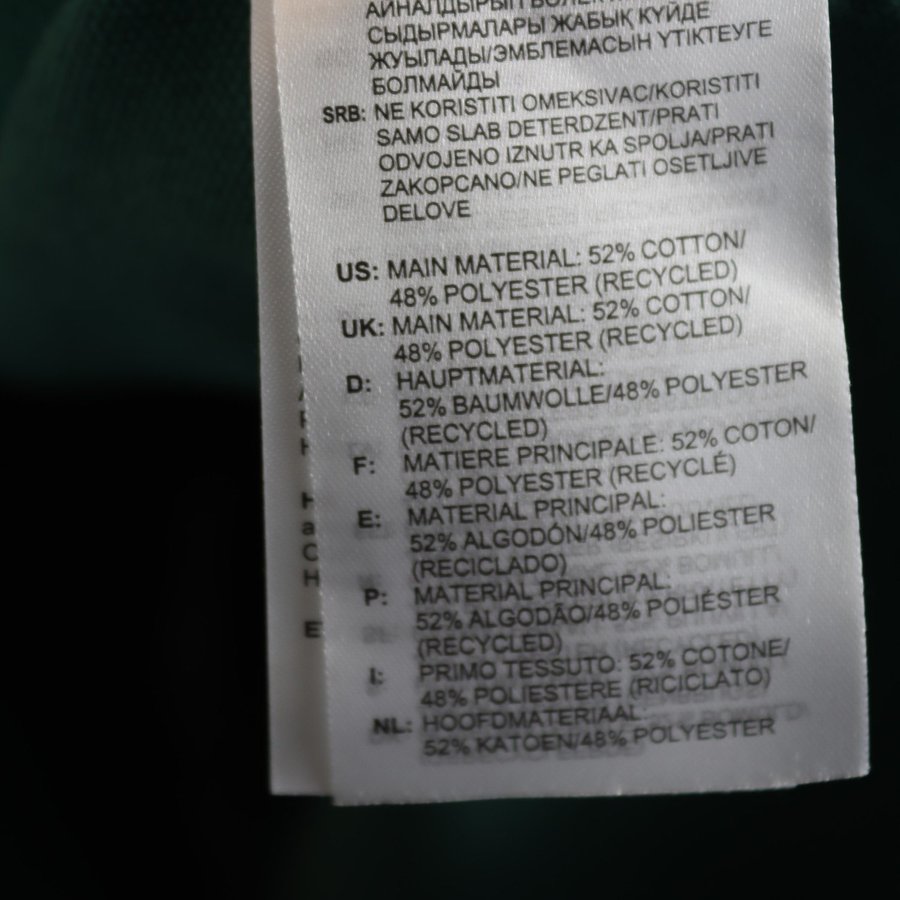 АЙНАЛДЫРЫП
СЫДЫРМАЛАРЫ ЖАБЫҚ КҮЙДЕ
ЖУЫЛАДЫ/ЭМБЛЕМАСЫН ҮТІКТЕУГЕ
БОЛМАЙДЫ
SRB: NE KORISTITI OMEKSIVAC/KORISTITI
SAMO SLAB DETERDZENT/PRATI
ODVOJENO IZNUTR KA SPOLJA/PRATI
ZAKOPCANO/NE PEGLATI OSETLJIVE
DELOVE
US: MAIN MATERIAL: 52% COTTON/
48% POLYESTER (RECYCLED)
UK: MAIN MATERIAL: 52% COTTON/
48% POLYESTER (RECYCLED)
D: HAUPTMATERIAL:
52% BAUMWOLLE/48% POLYESTER
(RECYCLED)
F: MATIERE PRINCIPALE: 52% COTON/
48% POLYESTER (RECYCLÉ)
E: MATERIAL PRINCIPAL:
52% ALGODÓN/48% POLIESTER
(RECICLADO)
P: MATERIAL PRINCIPAL:
52% ALGODÃO/48% POLIÉSTER
(RECYCLED)
I: PRIMO TESSUTO: 52% COTONE/
48% POLIESTERE (RICICLATO)
NL: HOOFDMATERIAAL:
52% KATOEN/48% POLYESTER